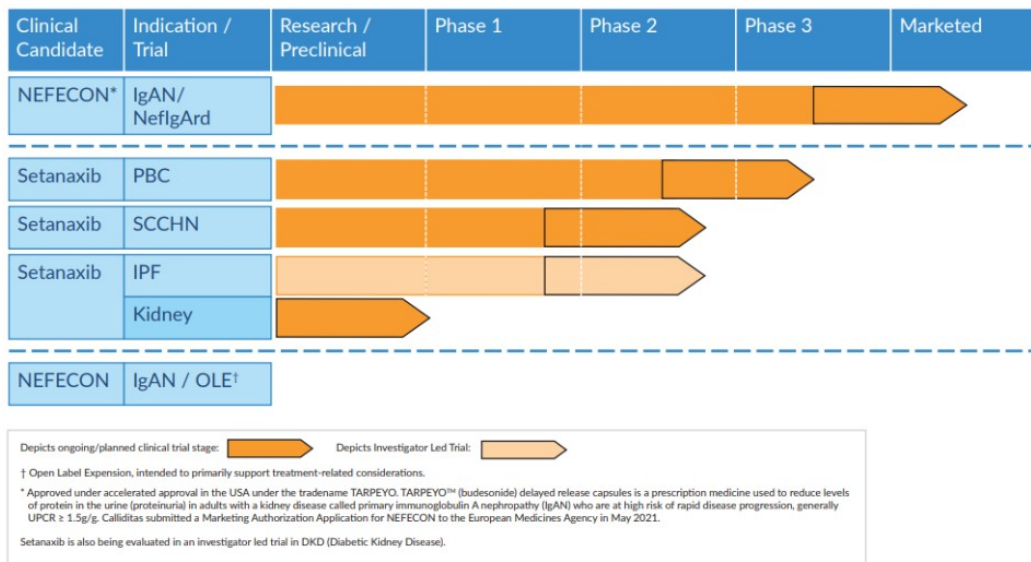 Clinical Candidate
Indication / Trial
Research / Preclinical
Phase 1
Phase 2
Phase 3
Marketed
NEFECON*
IgAN/
NefIgArd
Setanaxib
PBC
Setanaxib
SCCHN
Setanaxib
IPF
Kidney
NEFECON
IgAN / OLE†
Depicts ongoing/planned clinical trial stage:
Depicts Investigator Led Trial:
† Open Label Expension, intended to primarily support treatment-related considerations.
* Approved under accelerated approval in the USA under the tradename TARPEYO. TARPEYO™ (budesonide) delayed release capsules is a prescription medicine used to reduce levels
of protein in the urine (proteinuria) in adults with a kidney disease called primary immunoglobulin A nephropathy (IgAN) who are at high risk of rapid disease progression, generally
UPCR ≥ 1.5g/g. Calliditas submitted a Marketing Authorization Application for NEFECON to the European Medicines Agency in May 2021.
Setanaxib is also being evaluated in an investigator led trial in DKD (Diabetic Kidney Disease).